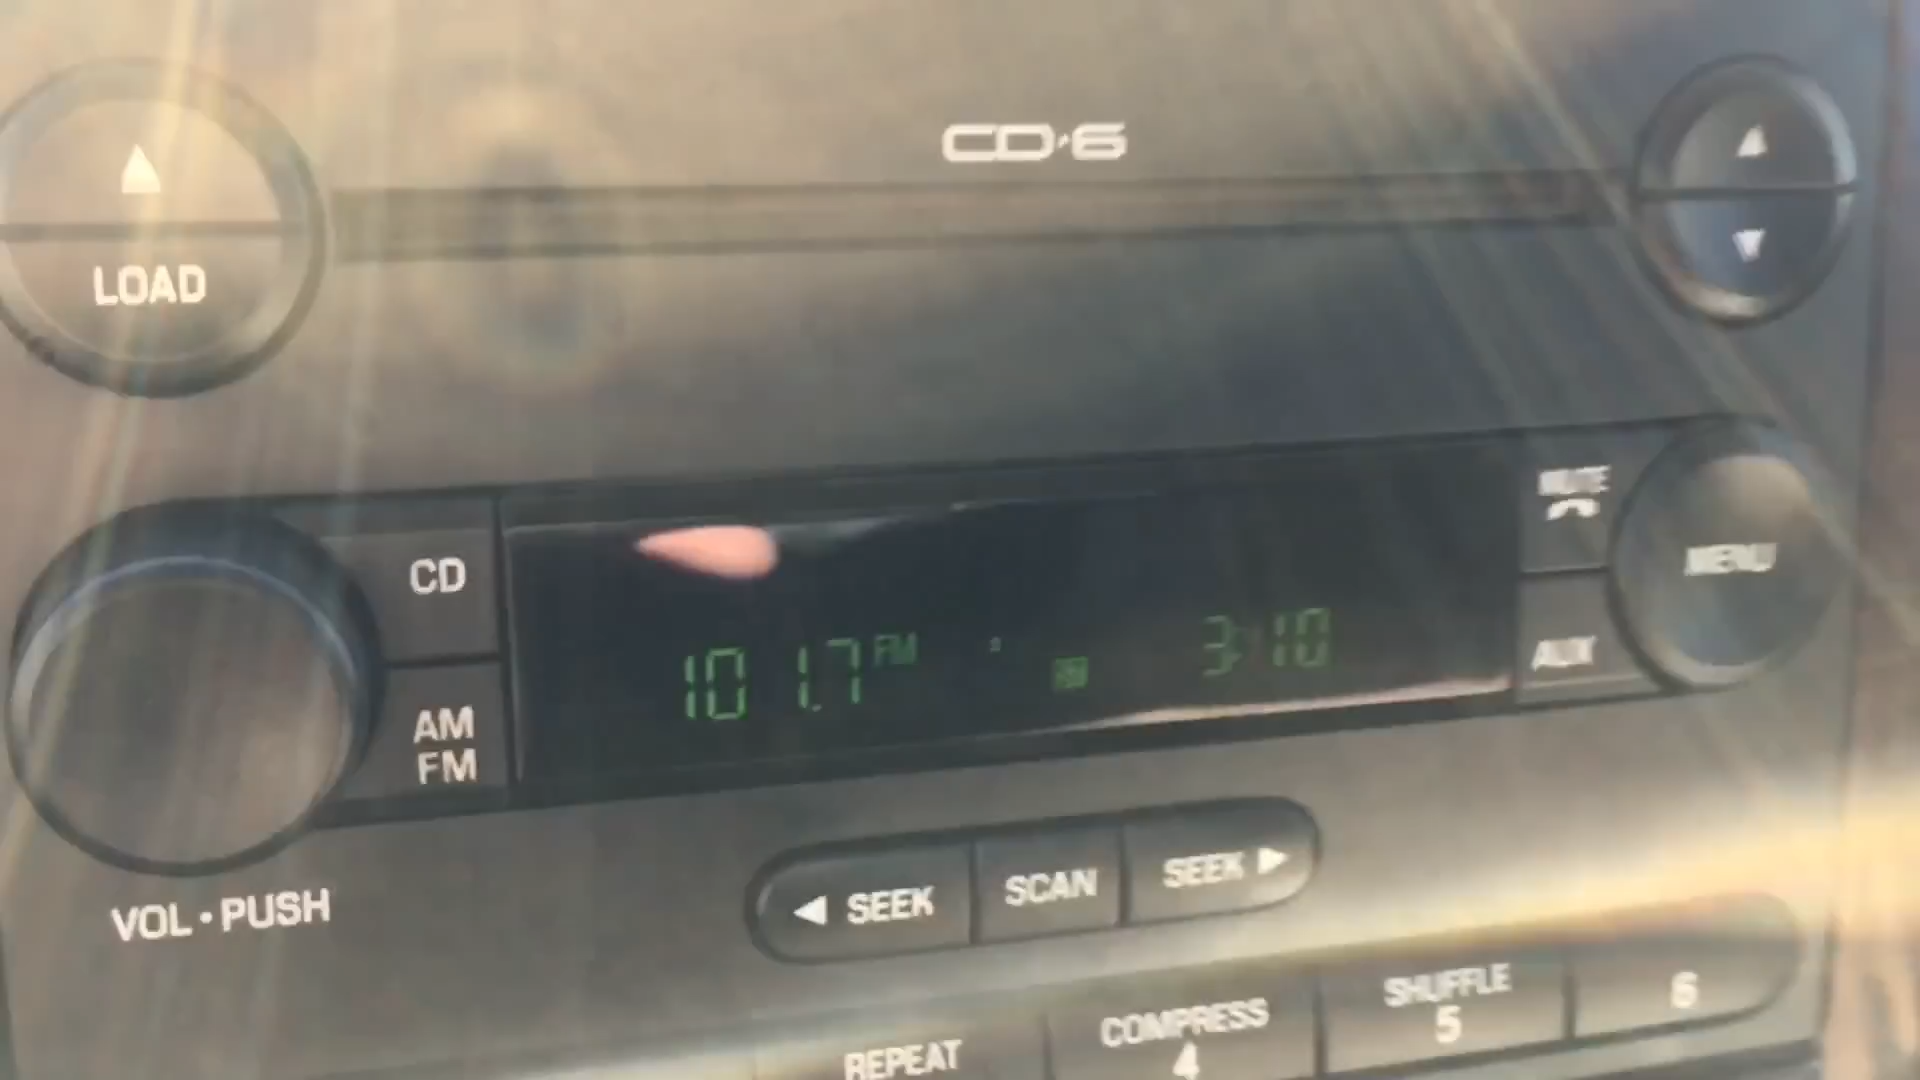 CD·6
LOAD
MUTE
CD
MENU
101.7 FM
3:10
AUX
AM
FM
◀ SEEK
SCAN
SEEK ▶
VOL • PUSH
SHUFFLE
5
6
COMPRESS
4
REPEAT